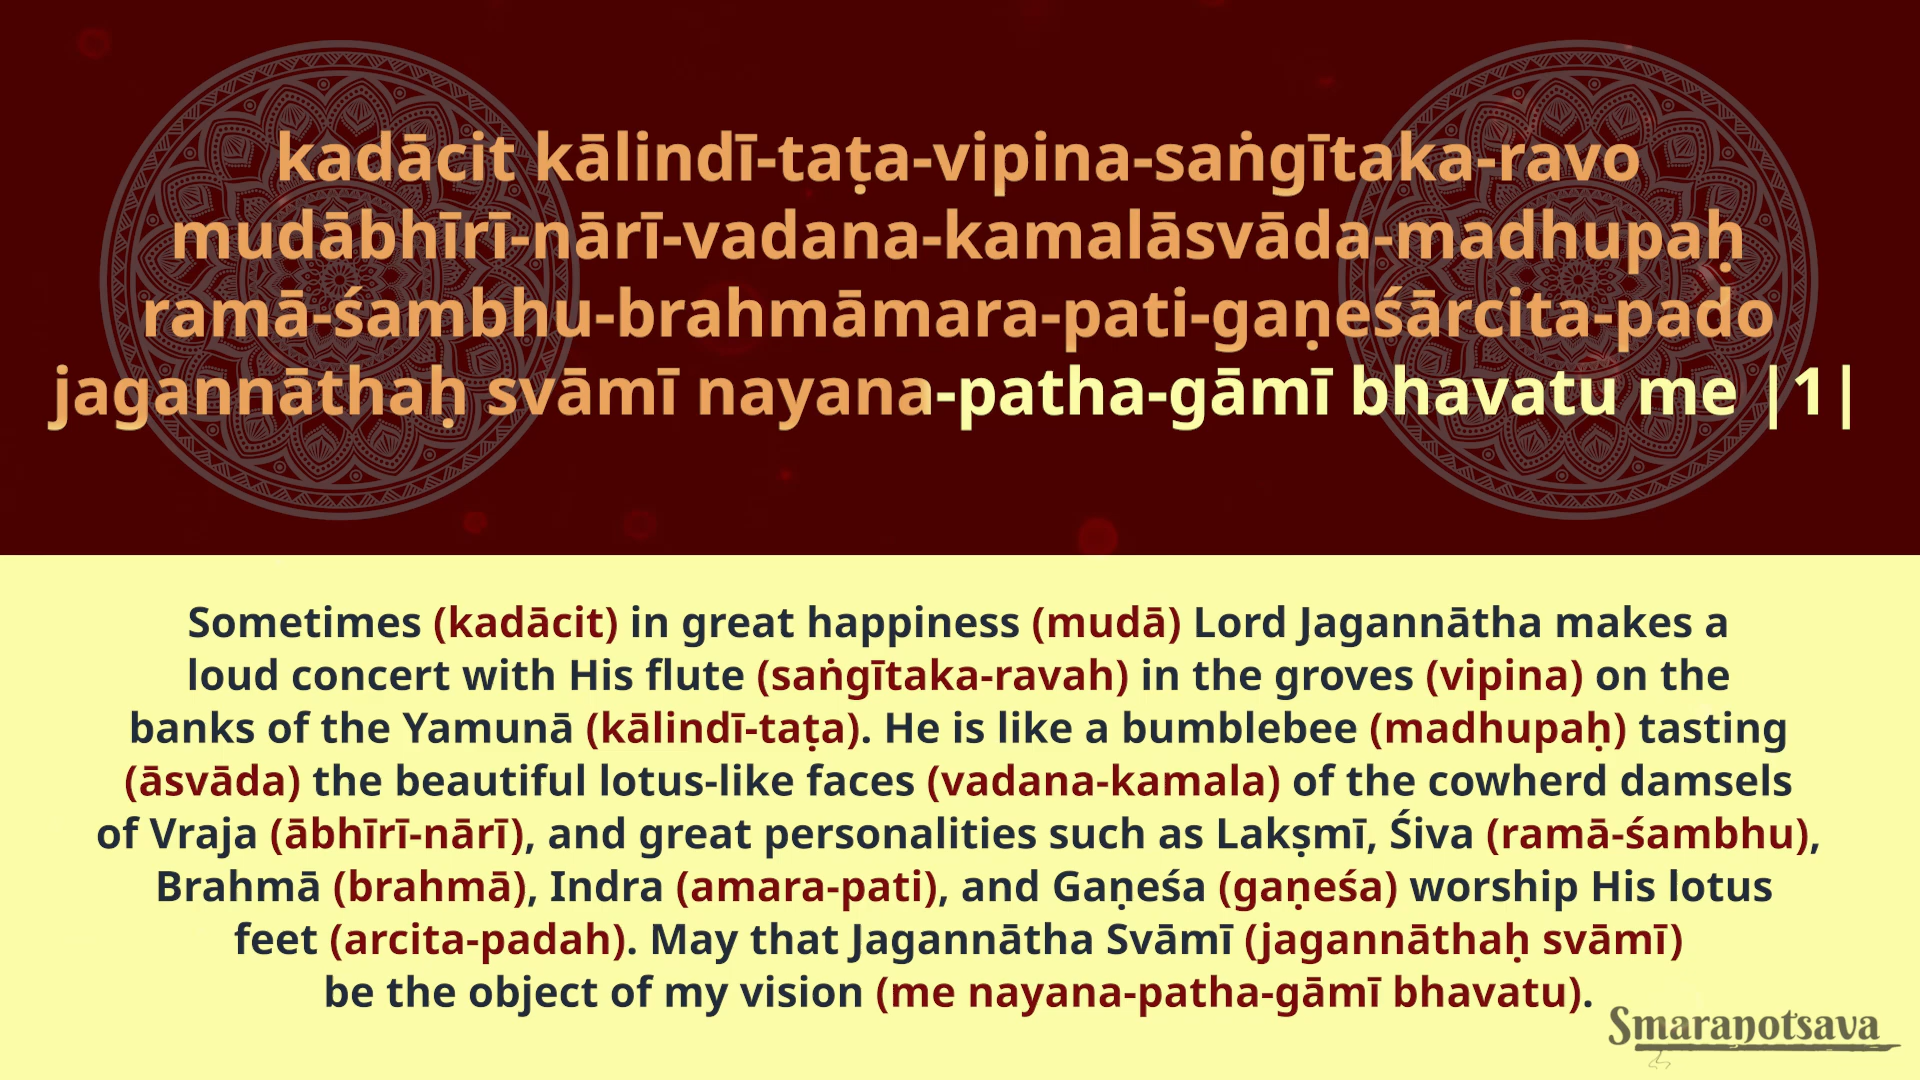 kadācit kālindī-taṭa-vipina-saṅgītaka-ravo
mudābhīrī-nārī-vadana-kamalāsvāda-madhupaḥ
ramā-śambhu-brahmāmara-pati-gaṇeśārcita-pado
jagannāthaḥ svāmī nayana-patha-gāmī bhavatu me |1|
Sometimes (kadācit) in great happiness (mudā) Lord Jagannātha makes a
loud concert with His flute (saṅgītaka-ravah) in the groves (vipina) on the
banks of the Yamunā (kālindī-taṭa). He is like a bumblebee (madhupaḥ) tasting
(āsvāda) the beautiful lotus-like faces (vadana-kamala) of the cowherd damsels
of Vraja (ābhīrī-nārī), and great personalities such as Lakṣmī, Śiva (ramā-śambhu),
Brahmā (brahmā), Indra (amara-pati), and Gaṇeśa (gaṇeśa) worship His lotus
feet (arcita-padah). May that Jagannātha Svāmī (jagannāthaḥ svāmī)
be the object of my vision (me nayana-patha-gāmī bhavatu).
Smaraṇotsava